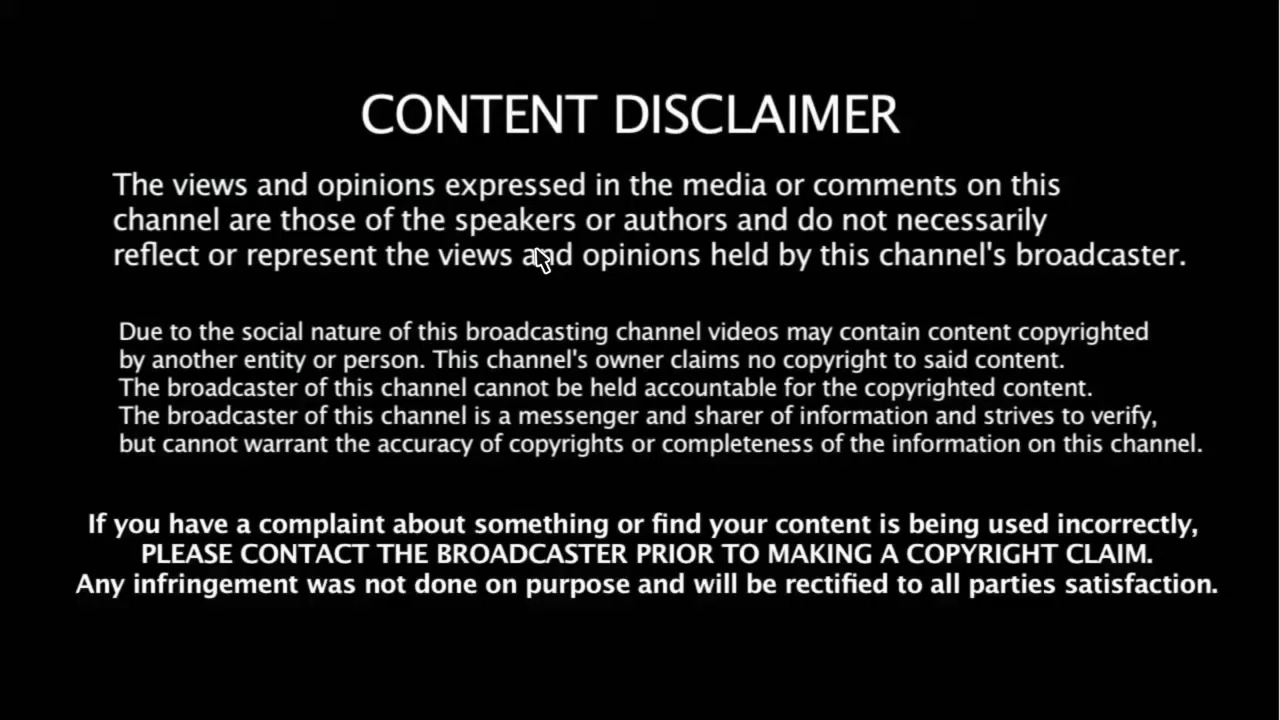 CONTENT DISCLAIMER
The views and opinions expressed in the media or comments on this
channel are those of the speakers or authors and do not necessarily
reflect or represent the views and opinions held by this channel's broadcaster.
Due to the social nature of this broadcasting channel videos may contain content copyrighted
by another entity or person. This channel's owner claims no copyright to said content.
The broadcaster of this channel cannot be held accountable for the copyrighted content.
The broadcaster of this channel is a messenger and sharer of information and strives to verify,
but cannot warrant the accuracy of copyrights or completeness of the information on this channel.
If you have a complaint about something or find your content is being used incorrectly,
PLEASE CONTACT THE BROADCASTER PRIOR TO MAKING A COPYRIGHT CLAIM.
Any infringement was not done on purpose and will be rectified to all parties satisfaction.